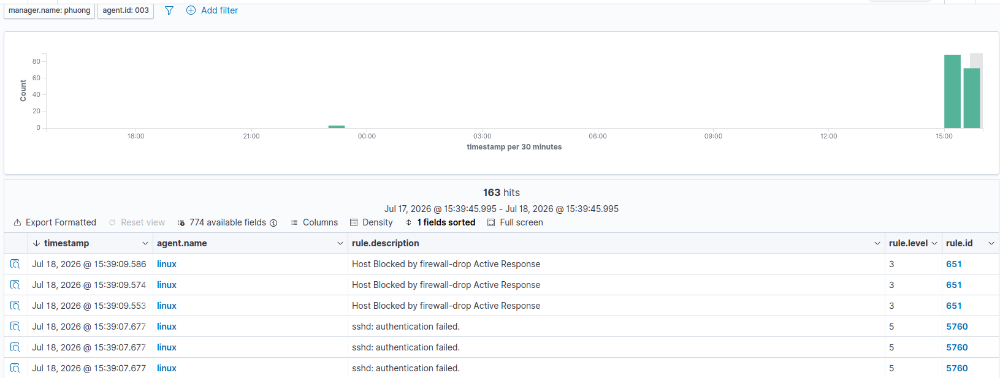 manager.name: phuong agent.id: 003 Add filter
80
60
40
20
0
Count
18:00 21:00 00:00 03:00 06:00 09:00 12:00 15:00
timestamp per 30 minutes
163 hits
Jul 17, 2026 @ 15:39:45.995 - Jul 18, 2026 @ 15:39:45.995
Export Formatted Reset view 774 available fields Columns Density 1 fields sorted Full screen
timestamp agent.name rule.description rule.level rule.id
Jul 18, 2026 @ 15:39:09.586 linux Host Blocked by firewall-drop Active Response 3 651
Jul 18, 2026 @ 15:39:09.574 linux Host Blocked by firewall-drop Active Response 3 651
Jul 18, 2026 @ 15:39:09.553 linux Host Blocked by firewall-drop Active Response 3 651
Jul 18, 2026 @ 15:39:07.677 linux sshd: authentication failed. 5 5760
Jul 18, 2026 @ 15:39:07.677 linux sshd: authentication failed. 5 5760
Jul 18, 2026 @ 15:39:07.677 linux sshd: authentication failed. 5 5760